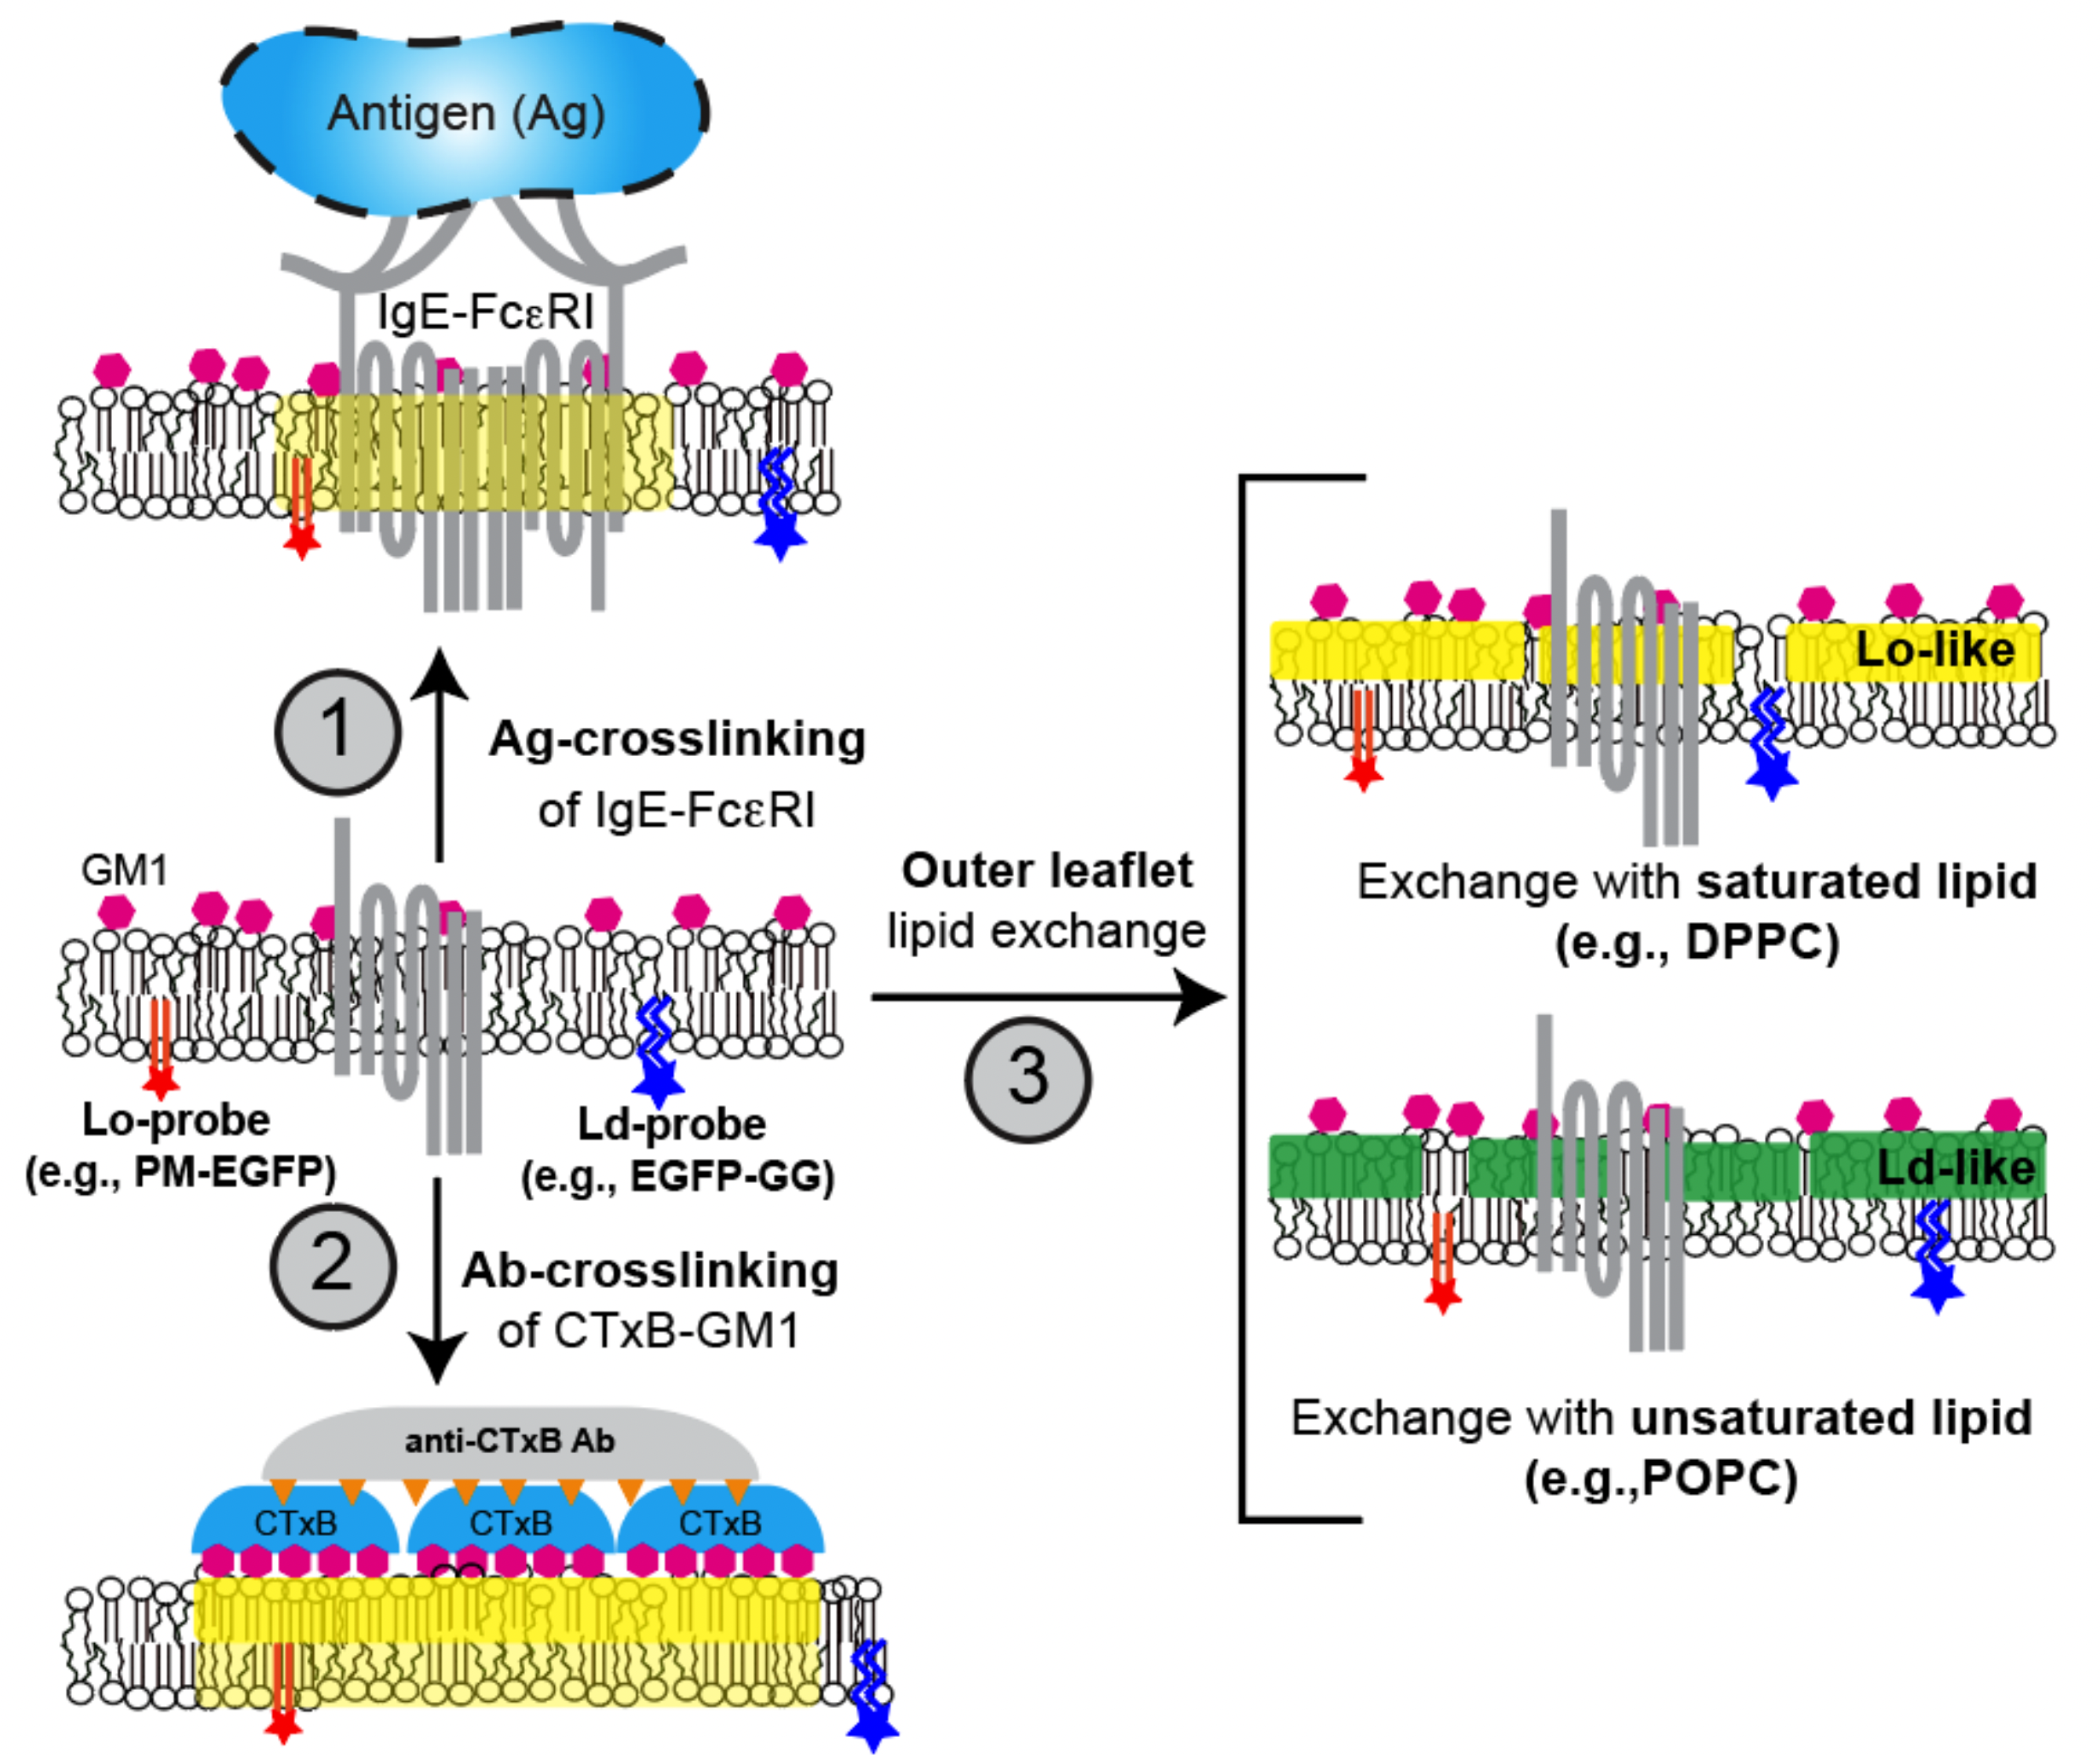 Antigen (Ag)
IgE-FcεRI
1
Ag-crosslinking
of IgE-FcεRI
GM1
Lo-probe
(e.g., PM-EGFP)
Ld-probe
(e.g., EGFP-GG)
2
Ab-crosslinking
of CTxB-GM1
anti-CTxB Ab
CTxB
CTxB
CTxB
Outer leaflet
lipid exchange
3
Lo-like
Exchange with saturated lipid
(e.g., DPPC)
Ld-like
Exchange with unsaturated lipid
(e.g.,POPC)